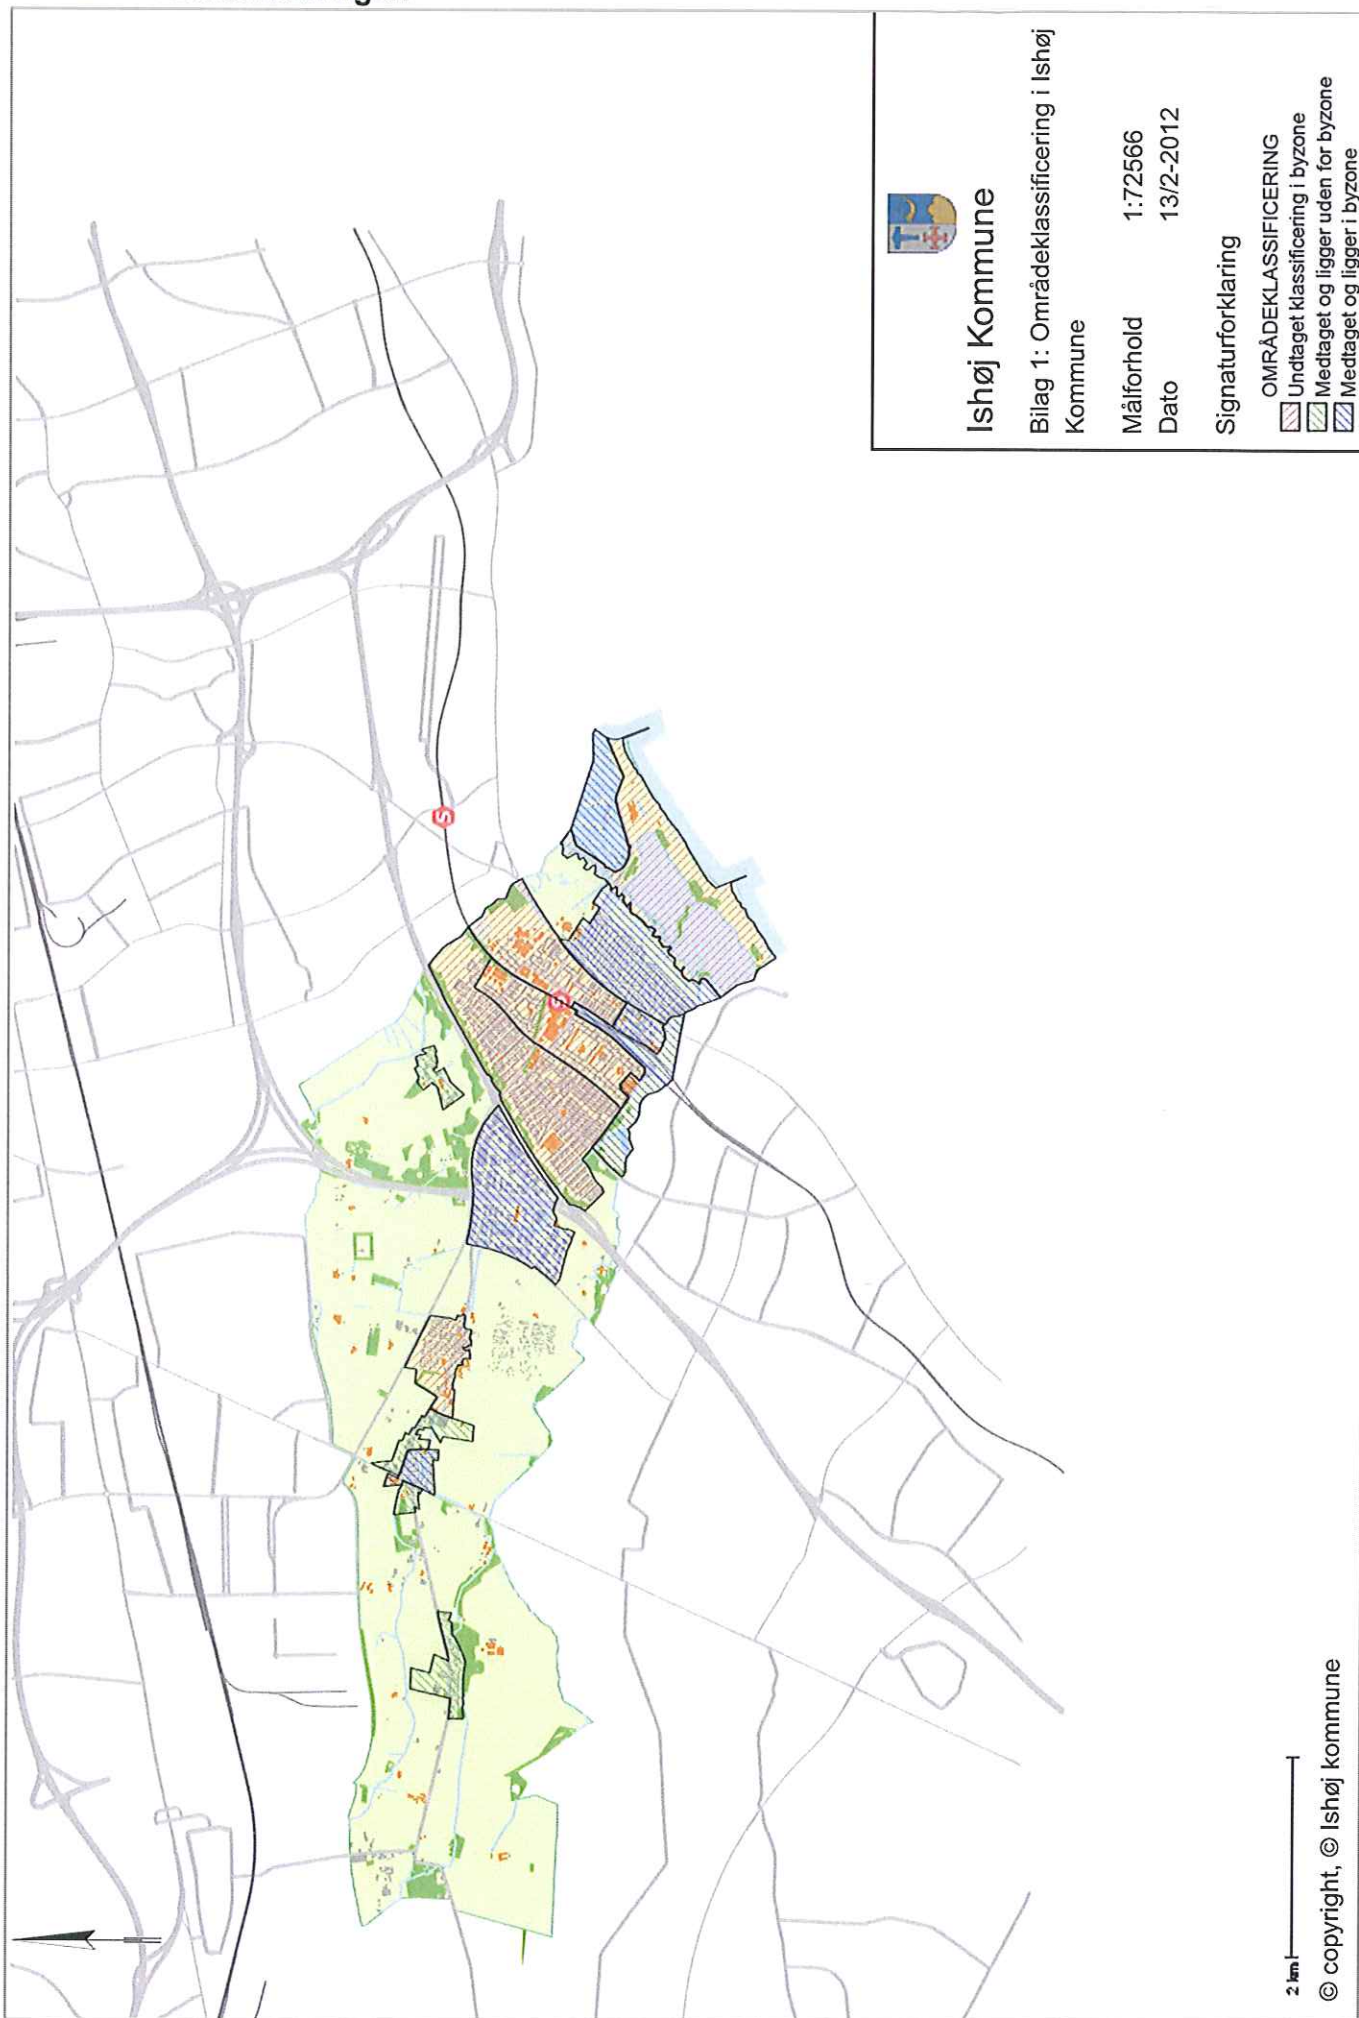 Ishøj Kommune
Bilag 1: Områdeklassificering i Ishøj
Kommune
Målforhold 1:72566
Dato 13/2-2012
Signaturforklaring
OMRÅDEKLASSIFICERING
Undtaget klassificering i byzone
Medtaget og ligger uden for byzone
Medtaget og ligger i byzone
S
S
2 km
© copyright, © Ishøj kommune